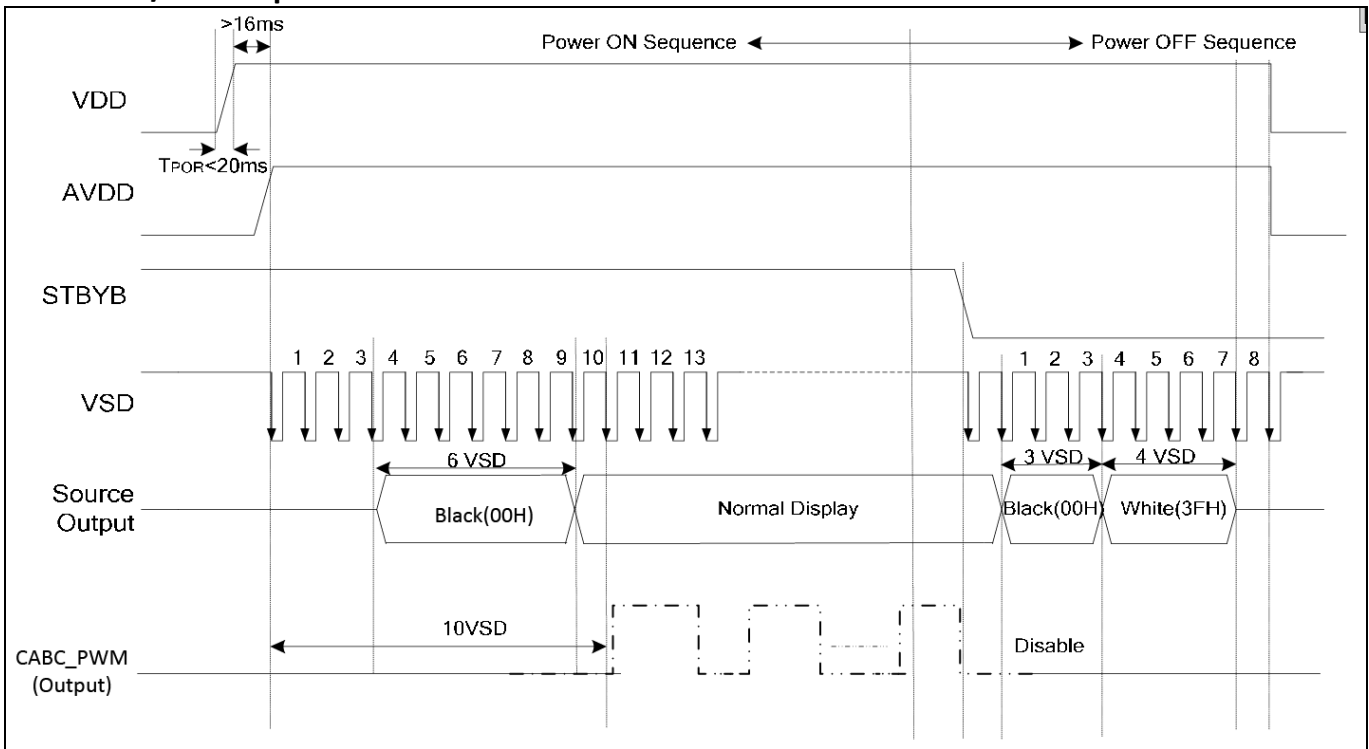 >16ms
Power ON Sequence
Power OFF Sequence
VDD
TPOR<20ms
AVDD
STBYB
1 2 3 4 5 6 7 8 9 10 11 12 13
1 2 3 4 5 6 7 8
VSD
6 VSD
3 VSD
4 VSD
Source
Output
Black(00H)
Normal Display
Black(00H)
White(3FH)
10VSD
Disable
CABC_PWM
(Output)